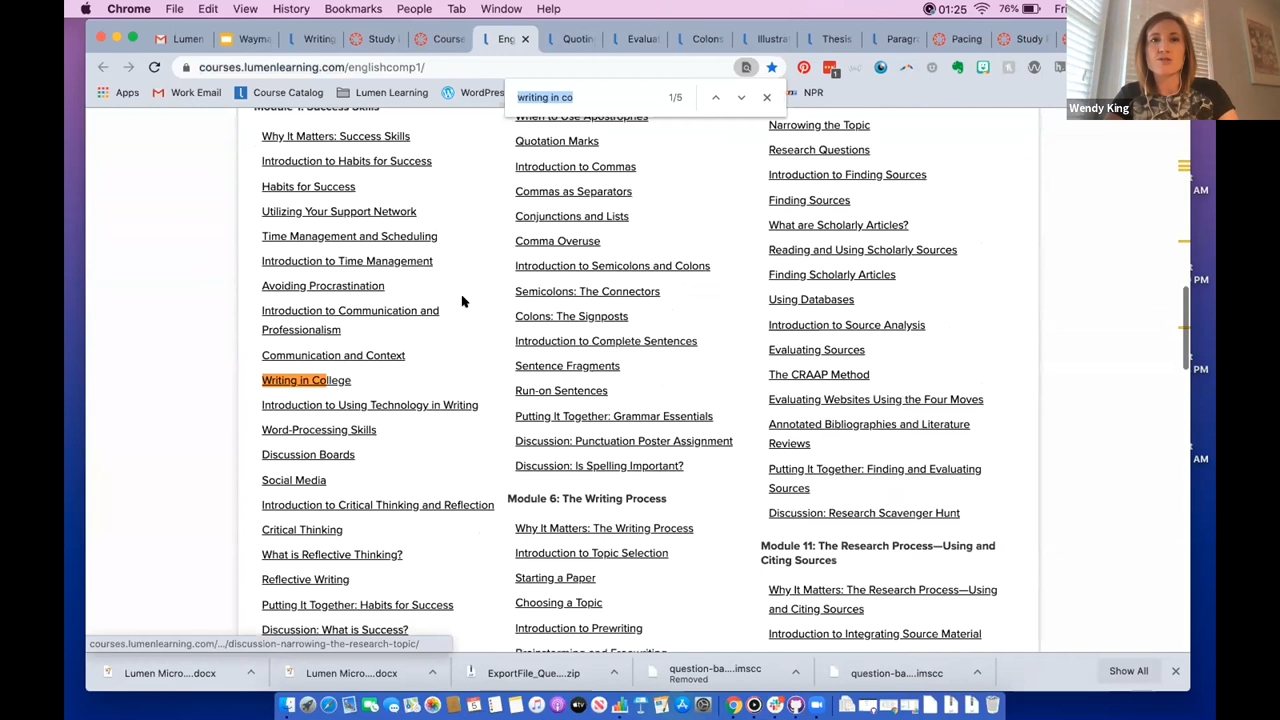 Chrome File Edit View History Bookmarks People Tab Window Help 01:25 76% Fri
Lumen Wayma Writing Study Course Eng Quotin Evalua Colons Illustra Thesis Paragra Pacing Study
courses.lumenlearning.com/englishcomp1/
Apps Work Email Course Catalog Lumen Learning WordPres NPR
writing in co 1/5
Wendy King
Why It Matters: Success Skills
Introduction to Habits for Success
Habits for Success
Utilizing Your Support Network
Time Management and Scheduling
Introduction to Time Management
Avoiding Procrastination
Introduction to Communication and
Professionalism
Communication and Context
Writing in College
Introduction to Using Technology in Writing
Word-Processing Skills
Discussion Boards
Social Media
Introduction to Critical Thinking and Reflection
Critical Thinking
What is Reflective Thinking?
Reflective Writing
Putting It Together: Habits for Success
Discussion: What is Success?
When to Use Apostrophes
Quotation Marks
Introduction to Commas
Commas as Separators
Conjunctions and Lists
Comma Overuse
Introduction to Semicolons and Colons
Semicolons: The Connectors
Colons: The Signposts
Introduction to Complete Sentences
Sentence Fragments
Run-on Sentences
Putting It Together: Grammar Essentials
Discussion: Punctuation Poster Assignment
Discussion: Is Spelling Important?
Module 6: The Writing Process
Why It Matters: The Writing Process
Introduction to Topic Selection
Starting a Paper
Choosing a Topic
Introduction to Prewriting
Narrowing the Topic
Research Questions
Introduction to Finding Sources
Finding Sources
What are Scholarly Articles?
Reading and Using Scholarly Sources
Finding Scholarly Articles
Using Databases
Introduction to Source Analysis
Evaluating Sources
The CRAAP Method
Evaluating Websites Using the Four Moves
Annotated Bibliographies and Literature
Reviews
Putting It Together: Finding and Evaluating
Sources
Discussion: Research Scavenger Hunt
Module 11: The Research Process—Using and
Citing Sources
Why It Matters: The Research Process—Using
and Citing Sources
Introduction to Integrating Source Material
AM
PM
PM
AM
courses.lumenlearning.com/.../discussion-narrowing-the-research-topic/
Lumen Micro....docx Lumen Micro....docx ExportFile_Que....zip question-ba....imscc Removed question-ba....imscc Show All